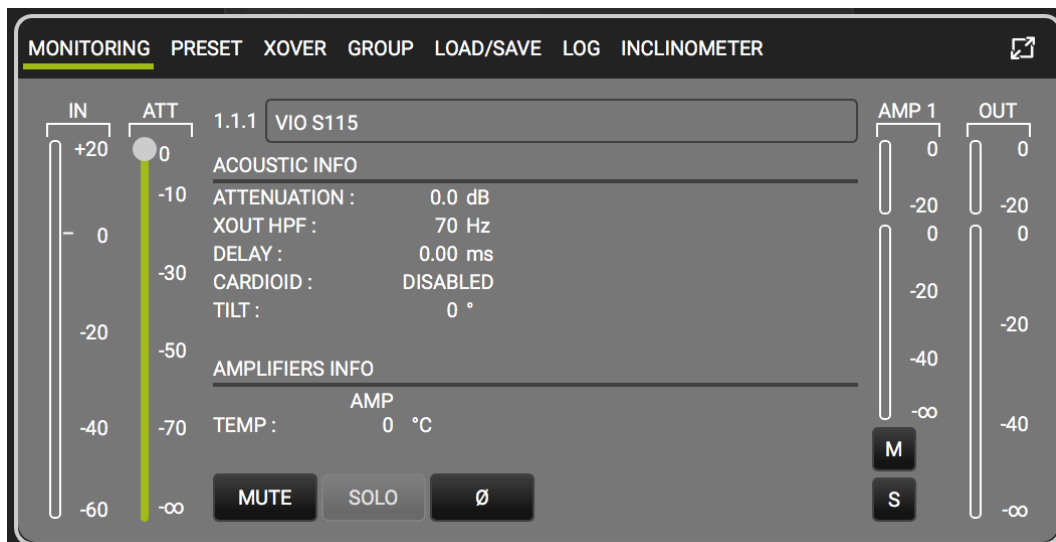 MONITORING PRESET XOVER GROUP LOAD/SAVE LOG INCLINOMETER
IN
+20
0
-20
-40
-60
ATT
0
-10
-30
-50
-70
-∞
1.1.1 VIO S115
ACOUSTIC INFO
ATTENUATION : 0.0 dB
XOUT HPF : 70 Hz
DELAY : 0.00 ms
CARDIOID : DISABLED
TILT : 0 °
AMPLIFIERS INFO
AMP
TEMP : 0 °C
MUTE SOLO Ø
AMP 1
0
-20
0
-20
-40
-∞
M
S
OUT
0
-20
0
-20
-40
-∞